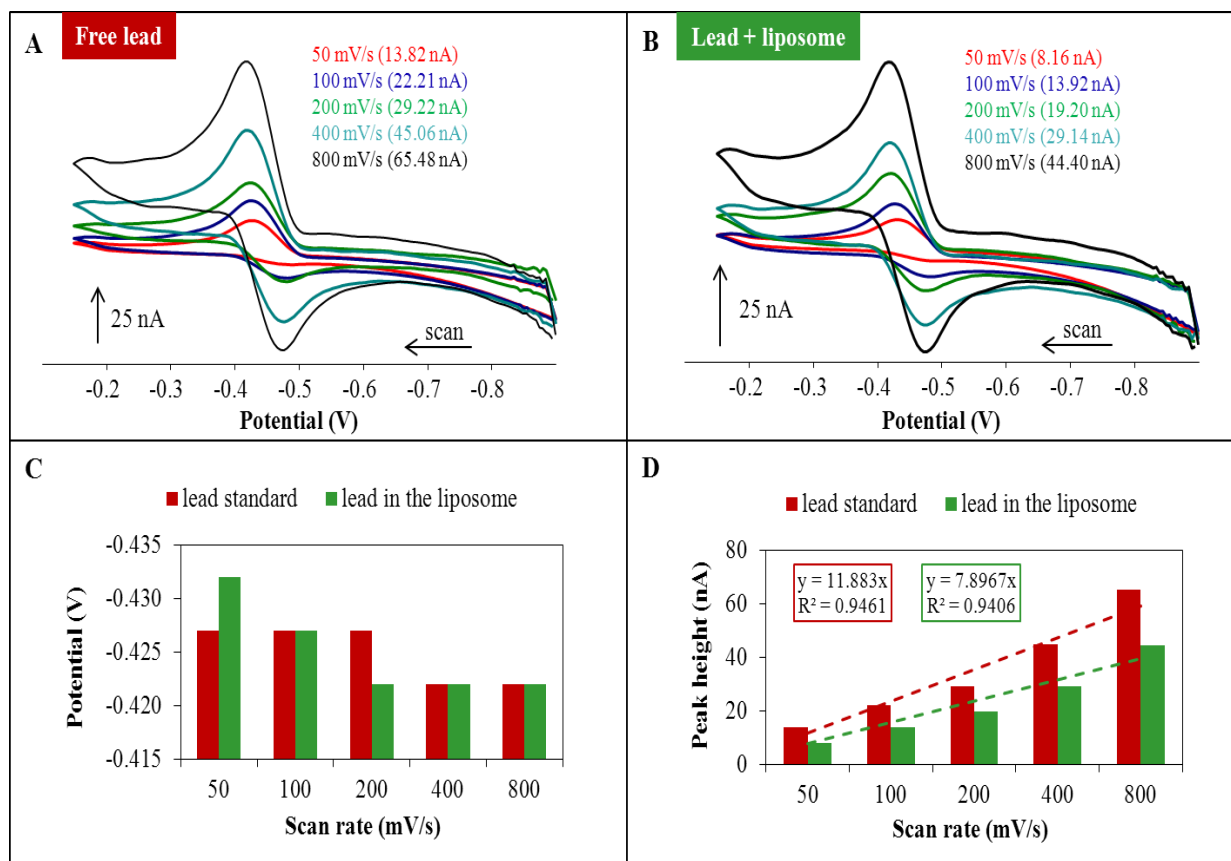 A
Free lead
50 mV/s (13.82 nA)
100 mV/s (22.21 nA)
200 mV/s (29.22 nA)
400 mV/s (45.06 nA)
800 mV/s (65.48 nA)
25 nA
scan
-0.2 -0.3 -0.4 -0.5 -0.6 -0.7 -0.8
Potential (V)
B
Lead + liposome
50 mV/s (8.16 nA)
100 mV/s (13.92 nA)
200 mV/s (19.20 nA)
400 mV/s (29.14 nA)
800 mV/s (44.40 nA)
25 nA
scan
-0.2 -0.3 -0.4 -0.5 -0.6 -0.7 -0.8
Potential (V)
C
lead standard lead in the liposome
Potential (V)
-0.435
-0.430
-0.425
-0.420
-0.415
50 100 200 400 800
Scan rate (mV/s)
D
lead standard lead in the liposome
Peak height (nA)
80
60
40
20
0
y = 11.883x
R² = 0.9461
y = 7.8967x
R² = 0.9406
50 100 200 400 800
Scan rate (mV/s)